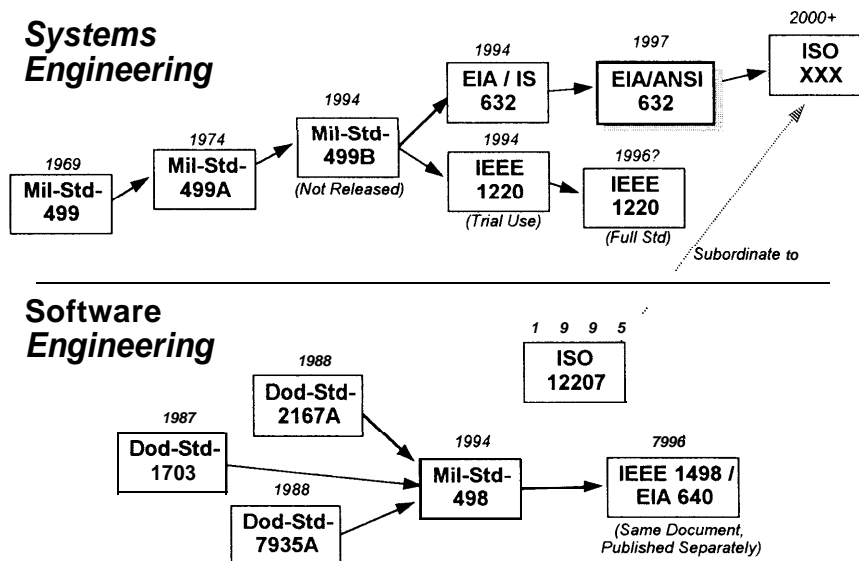 Systems
Engineering
1969
Mil-Std-
499
1974
Mil-Std-
499A
1994
Mil-Std-
499B
(Not Released)
1994
EIA / IS
632
1994
IEEE
1220
(Trial Use)
1997
EIA/ANSI
632
1996?
IEEE
1220
(Full Std)
2000+
ISO
XXX
Subordinate to
Software
Engineering
1987
Dod-Std-
1703
1988
Dod-Std-
2167A
1988
Dod-Std-
7935A
1994
Mil-Std-
498
1 9 9 5
ISO
12207
7996
IEEE 1498 /
EIA 640
(Same Document,
Published Separately)